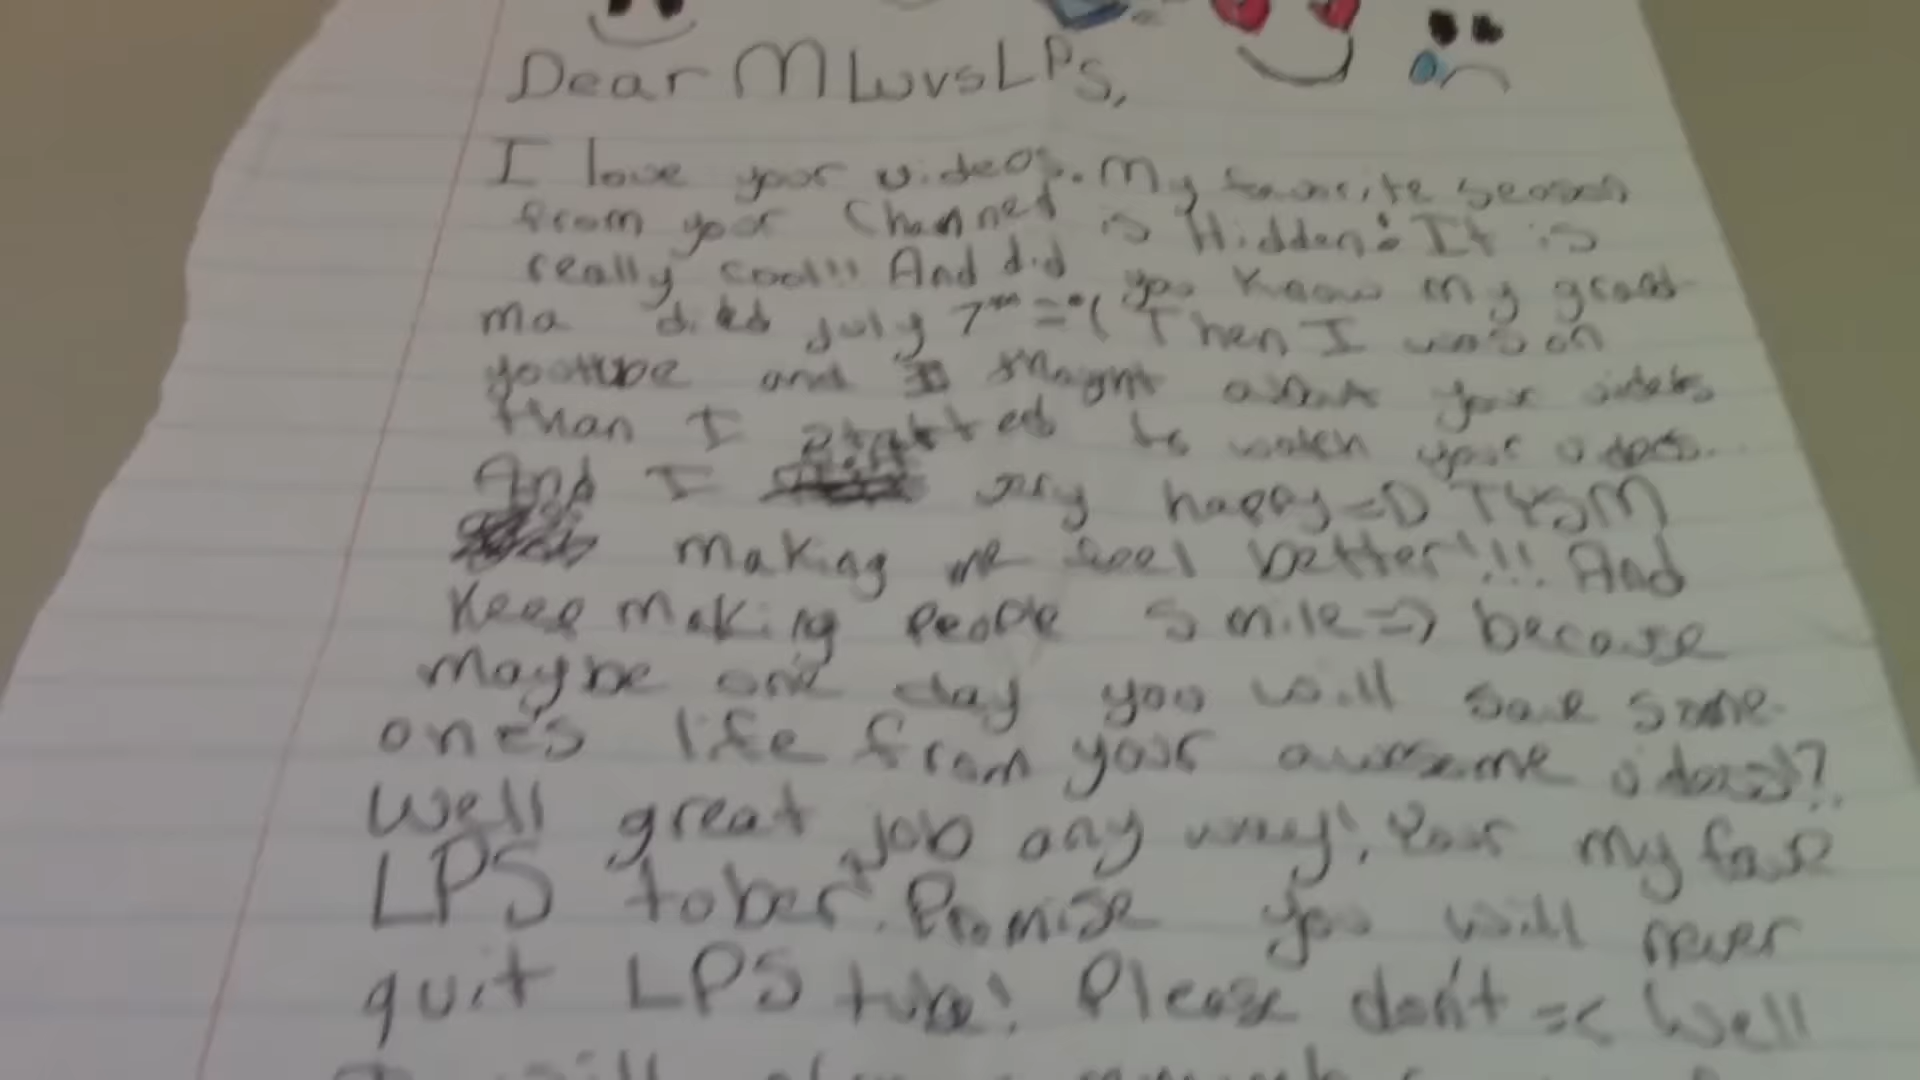 Dear MLuvsLPS,
I love your videos. My favorite season
from your Channel is Hidden: It is
really cool!! And did you know my grand-
ma died july 7th =( Then I was on
youtube and I thought about your videos
than I started to watch your videos.
And I very happy =D TYSM
making me feel better!!! And
Keep making people smile =) because
maybe one day you will save some-
one's life from your awesome videos!?
Well great job any way! Your my fave
LPS tober. Promise you will never
quit LPS tube! Please don't =( Well
will